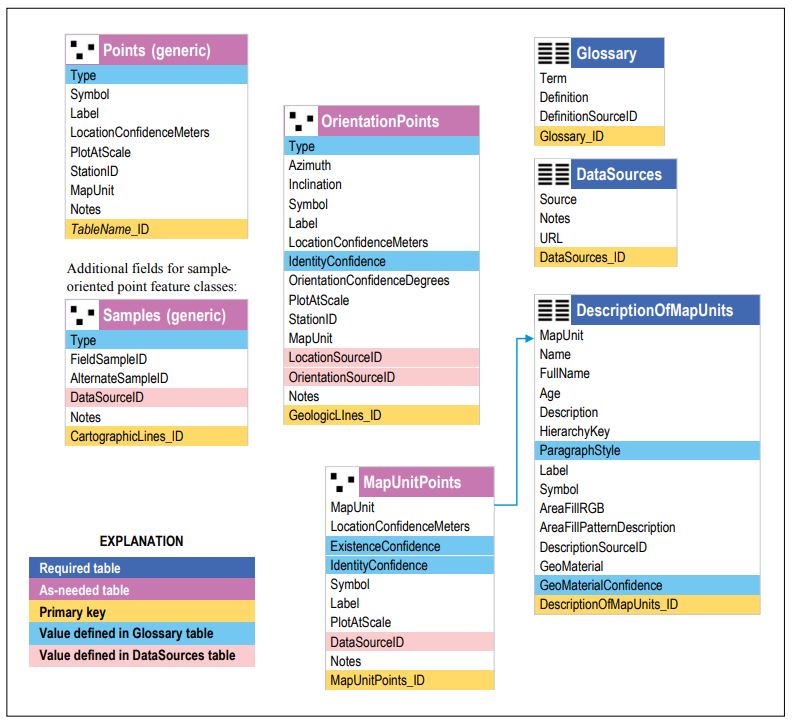 Points (generic)
Type
Symbol
Label
LocationConfidenceMeters
PlotAtScale
StationID
MapUnit
Notes
TableName_ID
Additional fields for sample-
oriented point feature classes:
Samples (generic)
Type
FieldSampleID
AlternateSampleID
DataSourceID
Notes
CartographicLines_ID
OrientationPoints
Type
Azimuth
Inclination
Symbol
Label
LocationConfidenceMeters
IdentityConfidence
OrientationConfidenceDegrees
PlotAtScale
StationID
MapUnit
LocationSourceID
OrientationSourceID
Notes
GeologicLInes_ID
MapUnitPoints
MapUnit
LocationConfidenceMeters
ExistenceConfidence
IdentityConfidence
Symbol
Label
PlotAtScale
DataSourceID
Notes
MapUnitPoints_ID
Glossary
Term
Definition
DefinitionSourceID
Glossary_ID
DataSources
Source
Notes
URL
DataSources_ID
DescriptionOfMapUnits
MapUnit
Name
FullName
Age
Description
HierarchyKey
ParagraphStyle
Label
Symbol
AreaFillRGB
AreaFillPatternDescription
DescriptionSourceID
GeoMaterial
GeoMaterialConfidence
DescriptionOfMapUnits_ID
EXPLANATION
Required table
As-needed table
Primary key
Value defined in Glossary table
Value defined in DataSources table